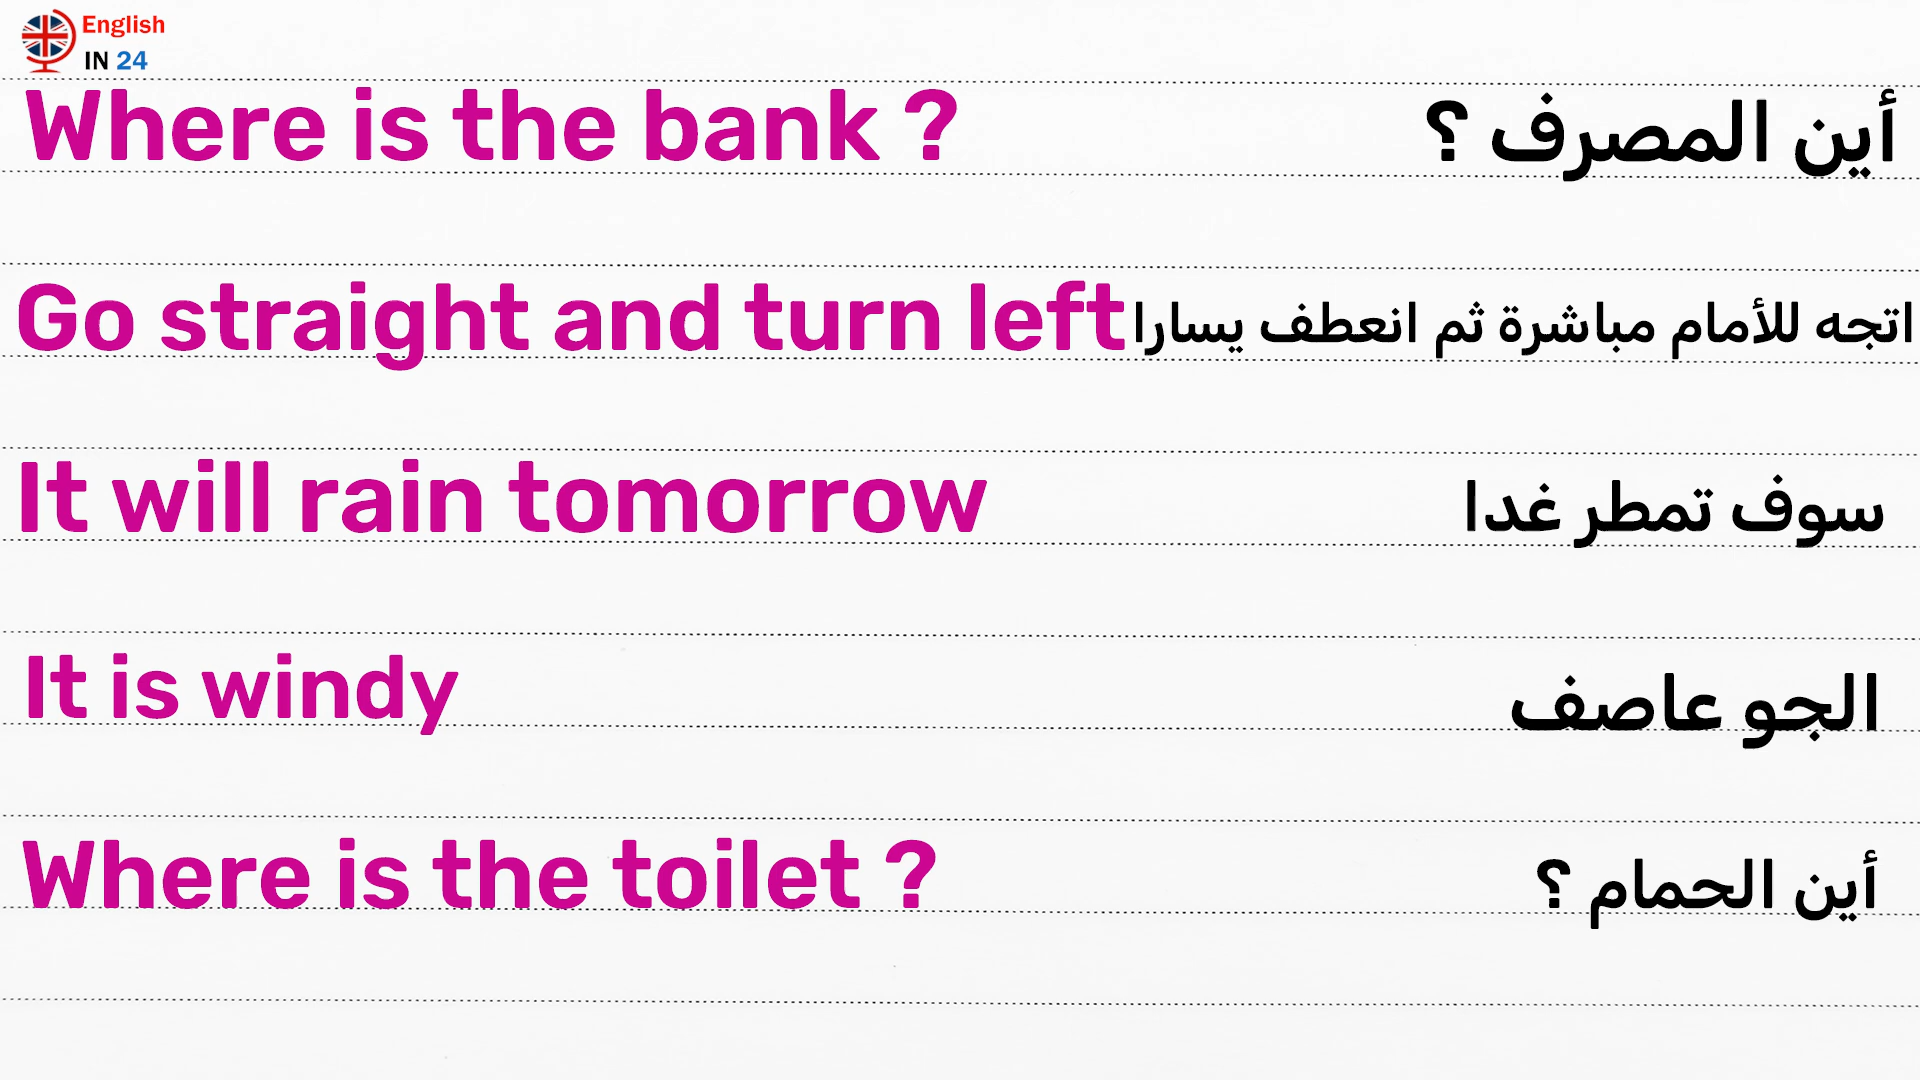 English
IN 24
Where is the bank ? أين المصرف ؟
Go straight and turn left اتجه للأمام مباشرة ثم انعطف يسارا
It will rain tomorrow سوف تمطر غدا
It is windy الجو عاصف
Where is the toilet ? أين الحمام ؟